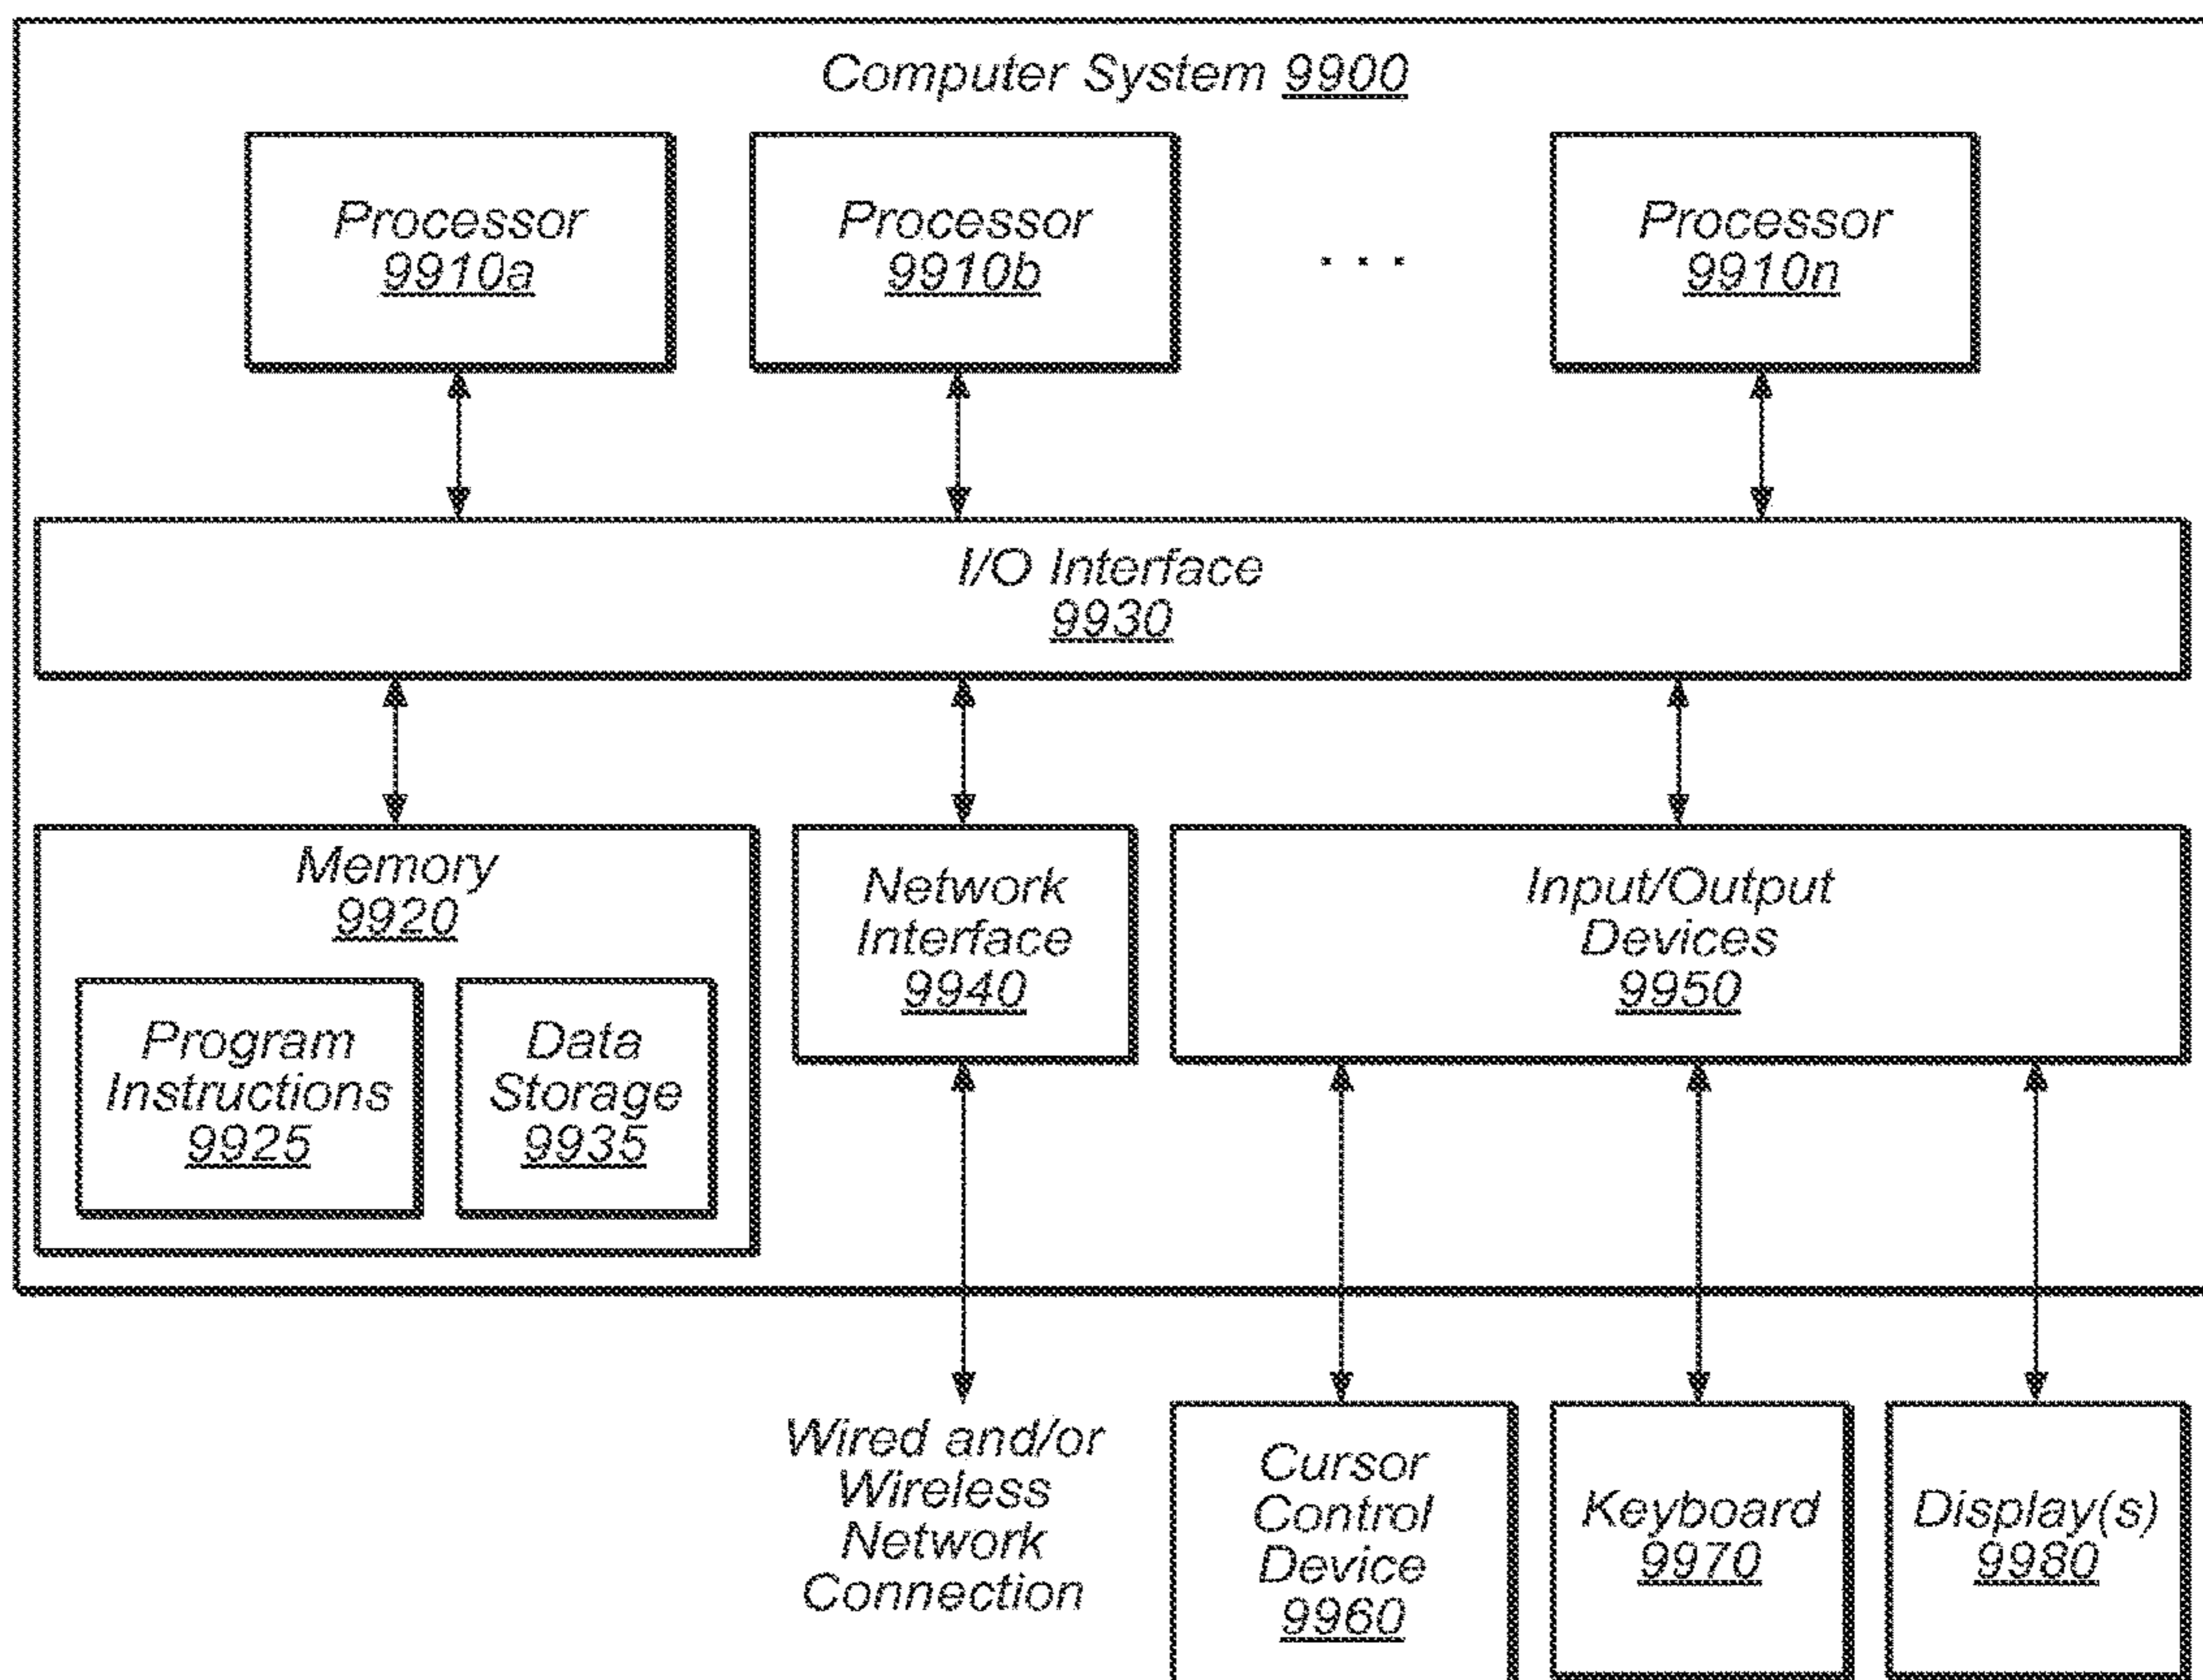 Computer System 9900
Processor
9910a
Processor
9910b
. . .
Processor
9910n
I/O Interface
9930
Memory
9920
Program
Instructions
9925
Data
Storage
9935
Network
Interface
9940
Input/Output
Devices
9950
Wired and/or
Wireless
Network
Connection
Cursor
Control
Device
9960
Keyboard
9970
Display(s)
9980